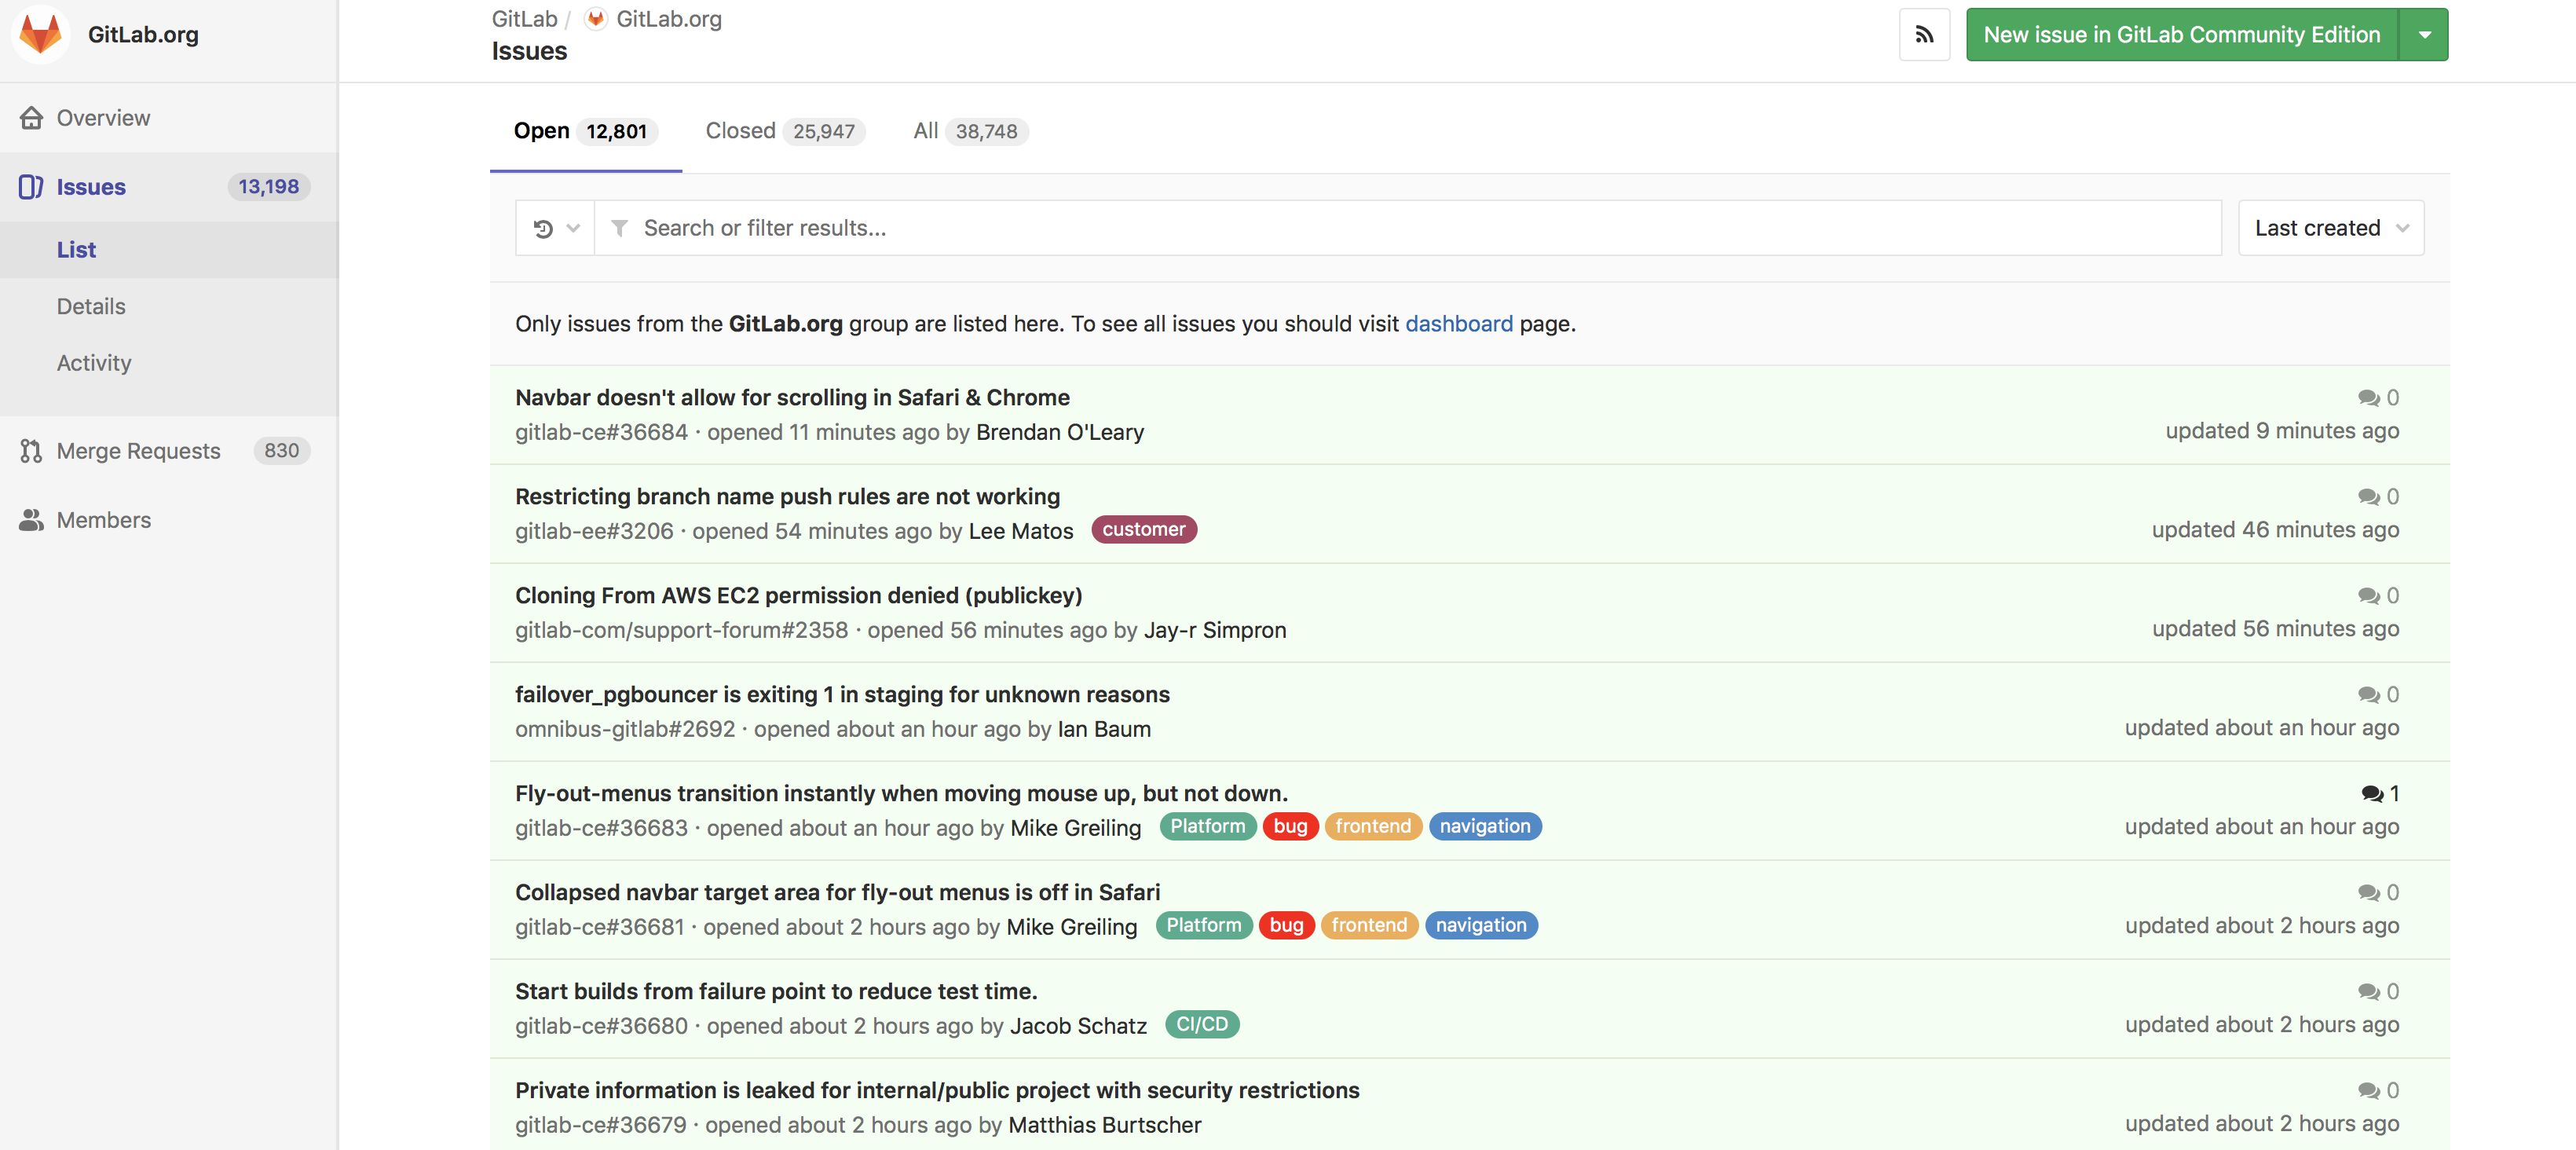 GitLab.org
Overview
Issues 13,198
List
Details
Activity
Merge Requests 830
Members
GitLab / GitLab.org
Issues
New issue in GitLab Community Edition
Open 12,801 Closed 25,947 All 38,748
Search or filter results...
Last created
Only issues from the GitLab.org group are listed here. To see all issues you should visit dashboard page.
Navbar doesn't allow for scrolling in Safari & Chrome 0
gitlab-ce#36684 · opened 11 minutes ago by Brendan O'Leary updated 9 minutes ago
Restricting branch name push rules are not working 0
gitlab-ee#3206 · opened 54 minutes ago by Lee Matos customer updated 46 minutes ago
Cloning From AWS EC2 permission denied (publickey) 0
gitlab-com/support-forum#2358 · opened 56 minutes ago by Jay-r Simpron updated 56 minutes ago
failover_pgbouncer is exiting 1 in staging for unknown reasons 0
omnibus-gitlab#2692 · opened about an hour ago by Ian Baum updated about an hour ago
Fly-out-menus transition instantly when moving mouse up, but not down. 1
gitlab-ce#36683 · opened about an hour ago by Mike Greiling Platform bug frontend navigation updated about an hour ago
Collapsed navbar target area for fly-out menus is off in Safari 0
gitlab-ce#36681 · opened about 2 hours ago by Mike Greiling Platform bug frontend navigation updated about 2 hours ago
Start builds from failure point to reduce test time. 0
gitlab-ce#36680 · opened about 2 hours ago by Jacob Schatz CI/CD updated about 2 hours ago
Private information is leaked for internal/public project with security restrictions 0
gitlab-ce#36679 · opened about 2 hours ago by Matthias Burtscher updated about 2 hours ago